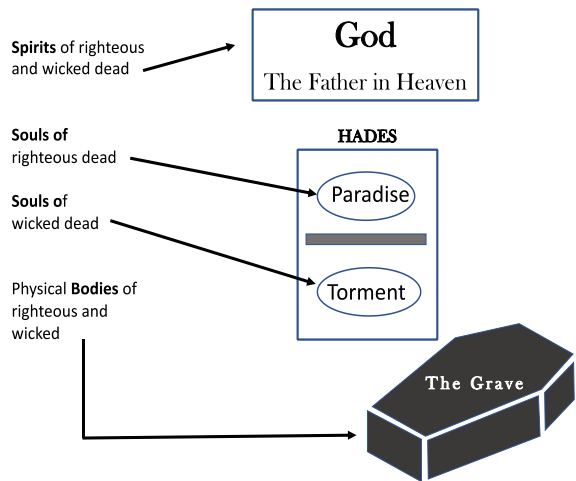 Spirits of righteous
and wicked dead
God
The Father in Heaven
Souls of
righteous dead
HADES
Paradise
Souls of
wicked dead
Torment
Physical Bodies of
righteous and
wicked
The Grave